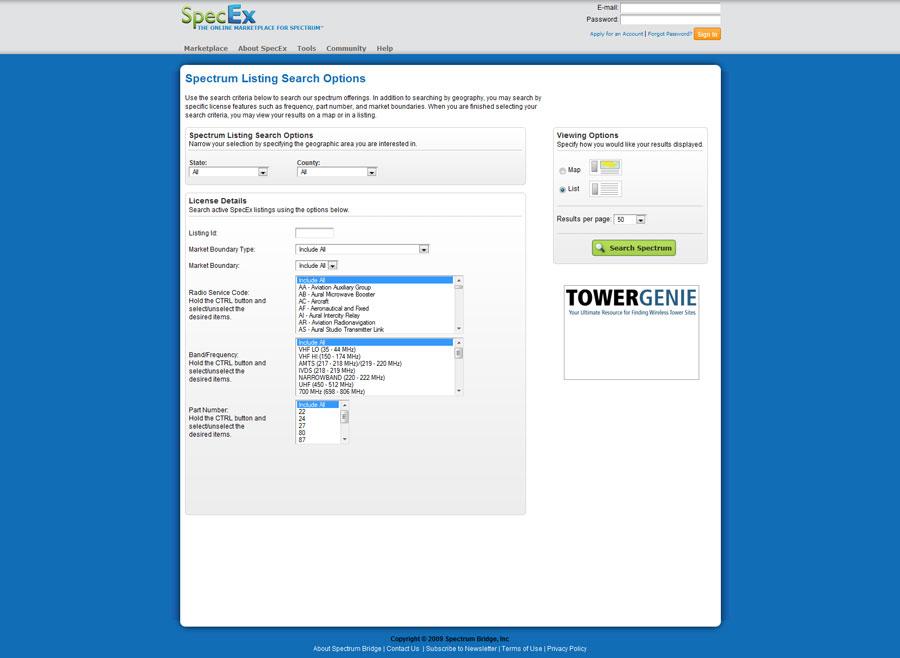 SpecEx
THE ONLINE MARKETPLACE FOR SPECTRUM™
E-mail:
Password:
Apply for an Account | Forgot Password?
Sign In
Marketplace About SpecEx Tools Community Help
Spectrum Listing Search Options
Use the search criteria below to search our spectrum offerings. In addition to searching by geography, you may search by
specific license features such as frequency, part number, and market boundaries. When you are finished selecting your
search criteria, you may view your results on a map or in a listing.
Spectrum Listing Search Options
Narrow your selection by specifying the geographic area you are interested in.
State: County:
All All
License Details
Search active SpecEx listings using the options below.
Listing Id:
Market Boundary Type: Include All
Market Boundary: Include All
Radio Service Code:
Hold the CTRL button and
select/unselect the
desired items.
Include All
AA - Aviation Auxiliary Group
AB - Aural Microwave Booster
AC - Aircraft
AF - Aeronautical and Fixed
AI - Aural Intercity Relay
AR - Aviation Radionavigation
AS - Aural Studio Transmitter Link
Band/Frequency:
Hold the CTRL button and
select/unselect the
desired items.
Include All
VHF LO (35 - 44 MHz)
VHF HI (150 - 174 MHz)
AMTS (217 - 218 MHz)/(219 - 220 MHz)
IVDS (218 - 219 MHz)
NARROWBAND (220 - 222 MHz)
UHF (450 - 512 MHz)
700 MHz (698 - 806 MHz)
Part Number:
Hold the CTRL button and
select/unselect the
desired items.
Include All
22
24
27
80
87
Viewing Options
Specify how you would like your results displayed.
Map
List
Results per page: 50
Search Spectrum
TOWERGENIE
Your Ultimate Resource for Finding Wireless Tower Sites
Copyright © 2009 Spectrum Bridge, Inc
About Spectrum Bridge | Contact Us | Subscribe to Newsletter | Terms of Use | Privacy Policy